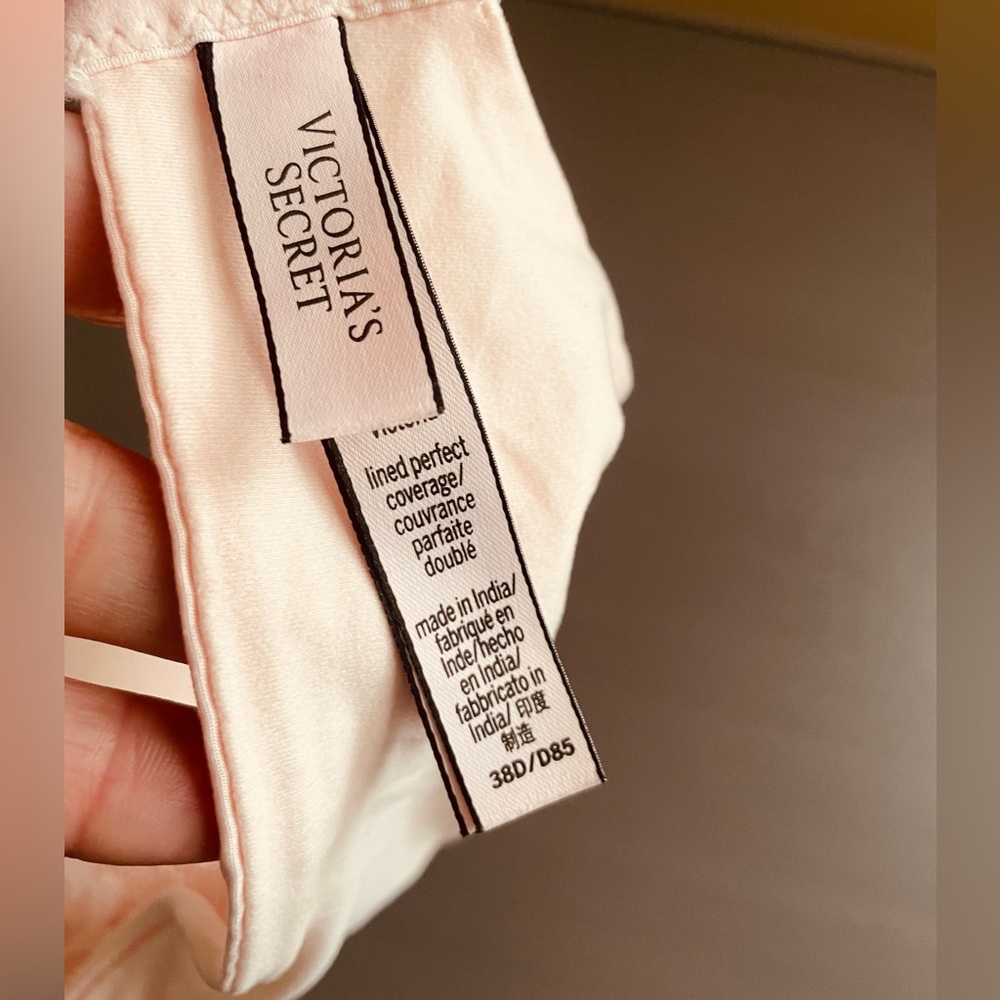 VICTORIA'S
SECRET
lined perfect
coverage/
couvrance
parfaite
doublé
made in India/
fabriqué en
Inde/hecho
en India/
fabbricato in
India/ 印度
制造
38D/D85